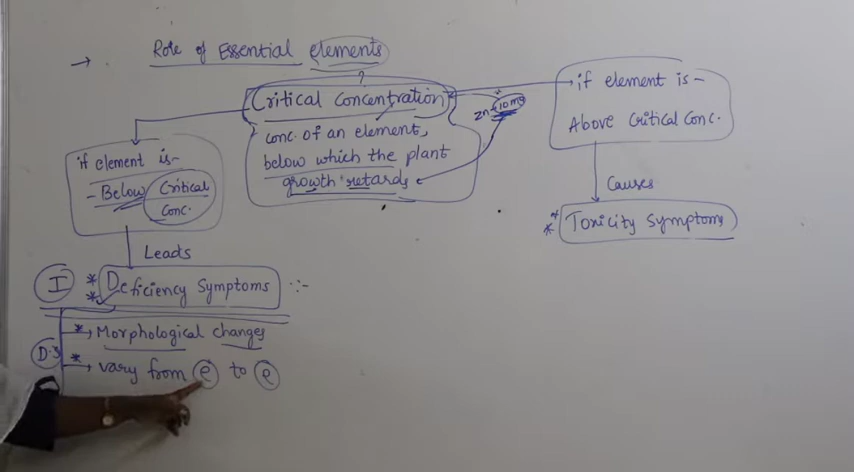 Role of Essential elements
?
Critical Concentration
conc. of an element,
below which the plant
growth retards
Zn - 10mg
if element is-
Above Critical Conc.
Causes
* Toxicity Symptoms
*
if element is-
- Below Critical
Conc.
Leads
I * Deficiency Symptoms :-
*
* Morphological changes
D.S * vary from e to e